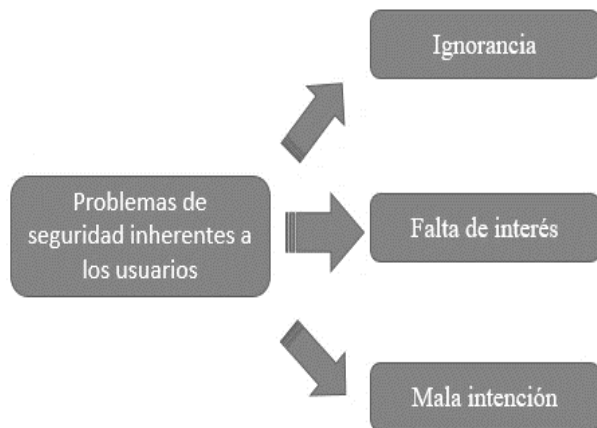 Ignorancia
Problemas de
seguridad inherentes a
los usuarios
Falta de interés
Mala intención